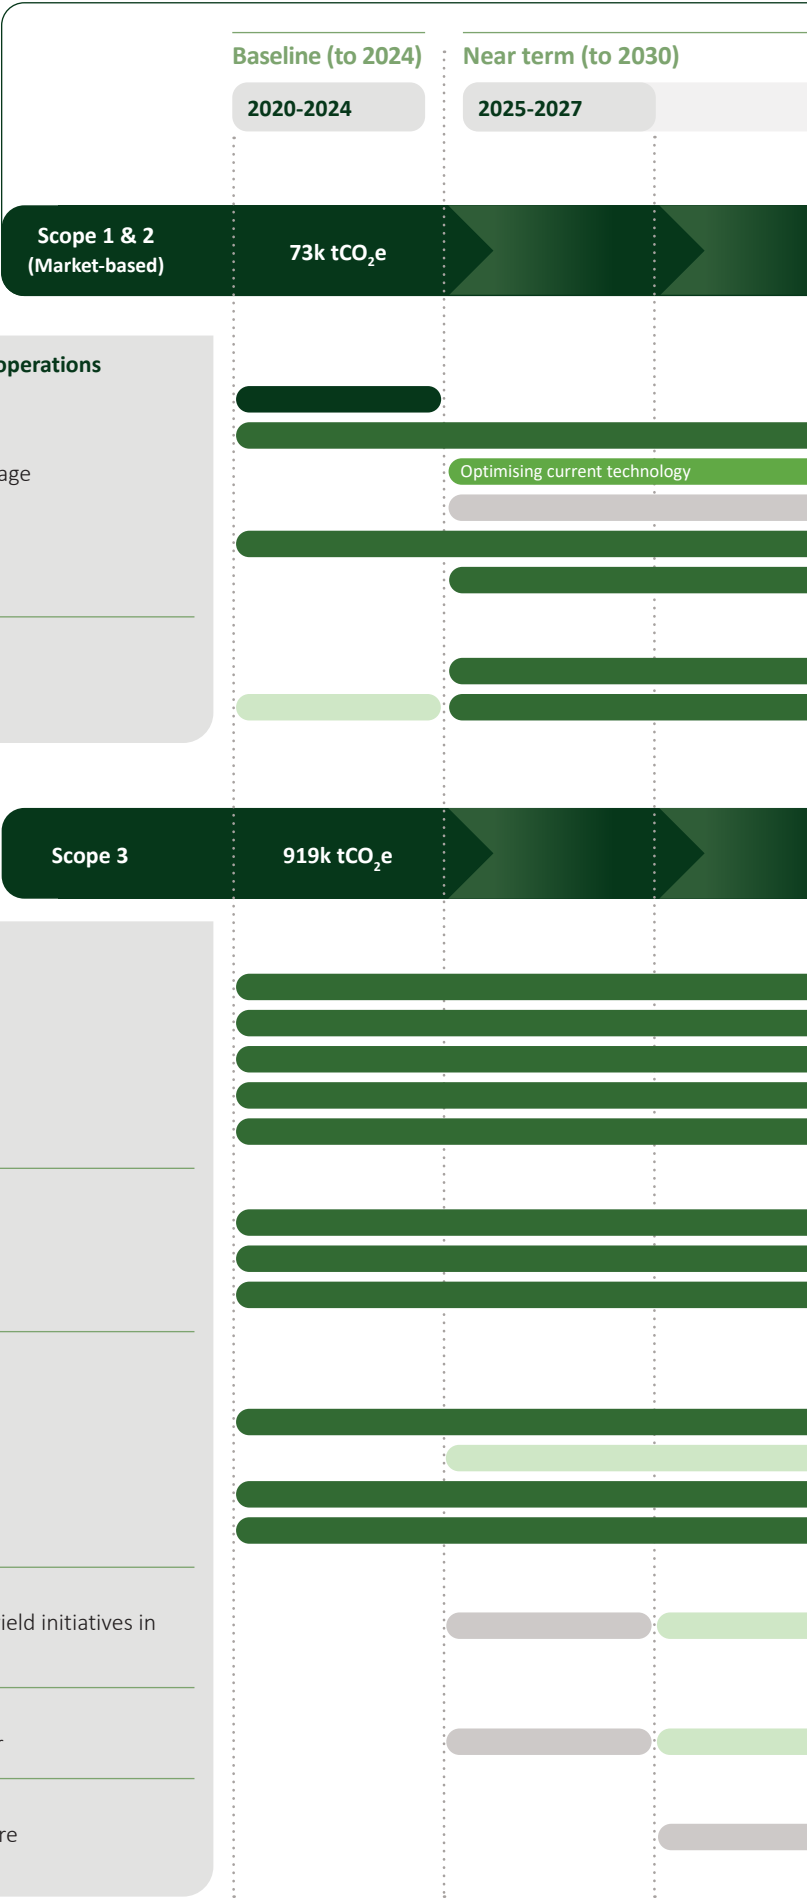 Baseline (to 2024)
Near term (to 2030)
2020-2024
2025-2027
Scope 1 & 2
(Market-based)
73k tCO₂e
operations
age
Optimising current technology
Scope 3
919k tCO₂e
ield initiatives in
re